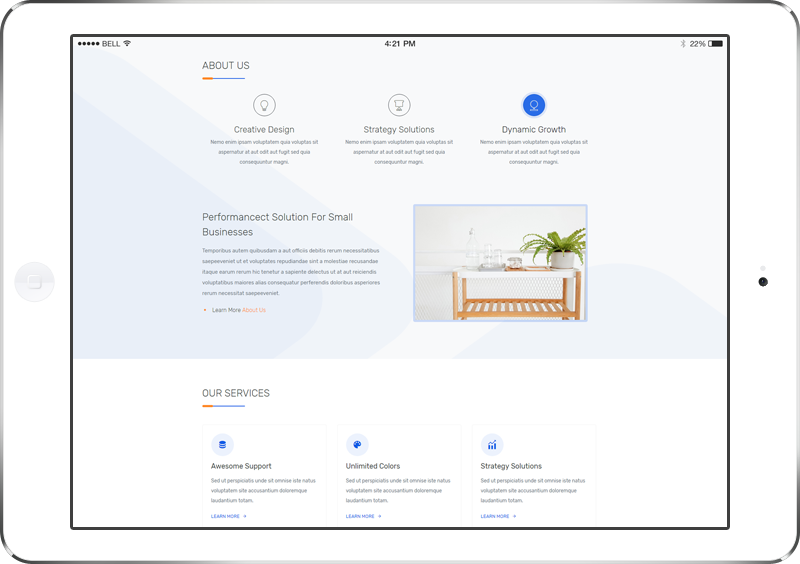 BELL
4:21 PM
22%
ABOUT US
Creative Design
Nemo enim ipsam voluptatem quia voluptas sit
aspernatur at aut odit aut fugit sed quia
consequuntur magni.
Strategy Solutions
Nemo enim ipsam voluptatem quia voluptas sit
aspernatur at aut odit aut fugit sed quia
consequuntur magni.
Dynamic Growth
Nemo enim ipsam voluptatem quia voluptas sit
aspernatur at aut odit aut fugit sed quia
consequuntur magni.
Performancect Solution For Small
Businesses
Temporibus autem quibusdam a aut officiis debitis rerum necessitatibus
saepeeveniet ut et voluptates repudiandae sint a molestiae recusandae
itaque earum rerum hic tenetur a sapiente delectus ut at aut reiciendis
voluptatibus maiores alias consequatur perferendis doloribus asperiores
rerum necessitat saepeeveniet.
Learn More About Us
OUR SERVICES
Awesome Support
Sed ut perspiciatis unde sit omnise site natus
voluptatem site accusantium doloremque
laudantium totam.
LEARN MORE
Unlimited Colors
Sed ut perspiciatis unde sit omnise site natus
voluptatem site accusantium doloremque
laudantium totam.
LEARN MORE
Strategy Solutions
Sed ut perspiciatis unde sit omnise site natus
voluptatem site accusantium doloremque
laudantium totam.
LEARN MORE